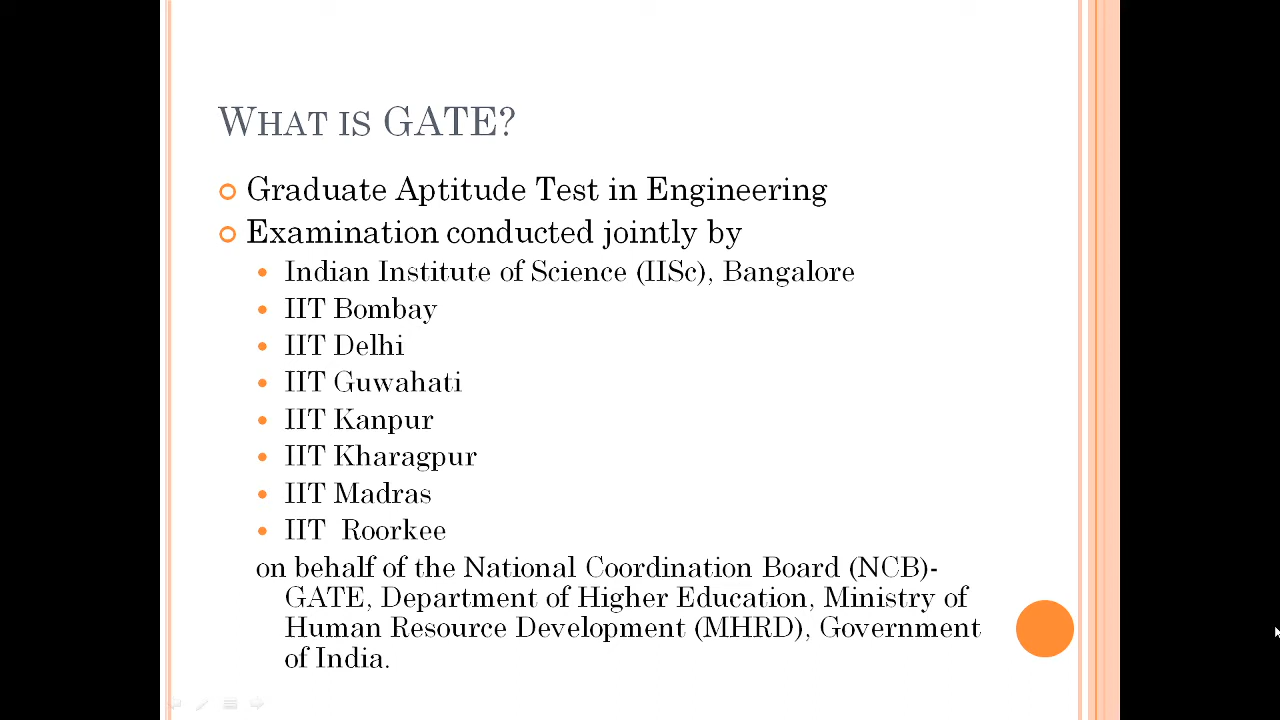 WHAT IS GATE?
Graduate Aptitude Test in Engineering
Examination conducted jointly by
Indian Institute of Science (IISc), Bangalore
IIT Bombay
IIT Delhi
IIT Guwahati
IIT Kanpur
IIT Kharagpur
IIT Madras
IIT Roorkee
on behalf of the National Coordination Board (NCB)-
GATE, Department of Higher Education, Ministry of
Human Resource Development (MHRD), Government
of India.